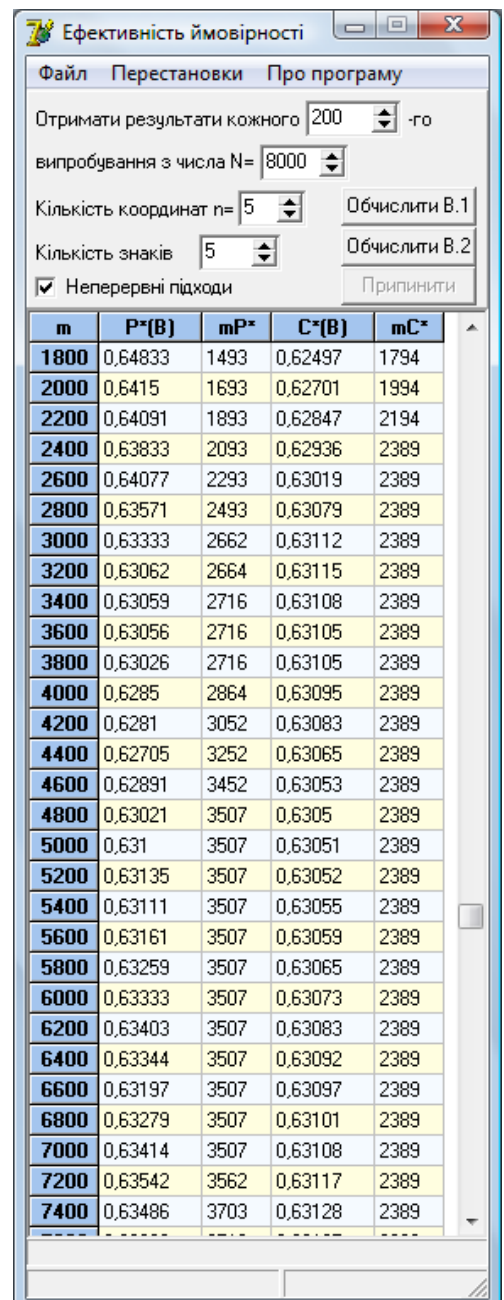 Ефективність ймовірності
Файл Перестановки Про програму
Отримати результати кожного 200 -го
випробування з числа N= 8000
Кількість координат n= 5 Обчислити В.1
Кількість знаків 5 Обчислити В.2
Неперервні підходи Припинити
m P*(B) mP* C*(B) mC*
1800 0,64833 1493 0,62497 1794
2000 0,6415 1693 0,62701 1994
2200 0,64091 1893 0,62847 2194
2400 0,63833 2093 0,62936 2389
2600 0,64077 2293 0,63019 2389
2800 0,63571 2493 0,63079 2389
3000 0,63333 2662 0,63112 2389
3200 0,63062 2664 0,63115 2389
3400 0,63059 2716 0,63108 2389
3600 0,63056 2716 0,63105 2389
3800 0,63026 2716 0,63105 2389
4000 0,6285 2864 0,63095 2389
4200 0,6281 3052 0,63083 2389
4400 0,62705 3252 0,63065 2389
4600 0,62891 3452 0,63053 2389
4800 0,63021 3507 0,6305 2389
5000 0,631 3507 0,63051 2389
5200 0,63135 3507 0,63052 2389
5400 0,63111 3507 0,63055 2389
5600 0,63161 3507 0,63059 2389
5800 0,63259 3507 0,63065 2389
6000 0,63333 3507 0,63073 2389
6200 0,63403 3507 0,63083 2389
6400 0,63344 3507 0,63092 2389
6600 0,63197 3507 0,63097 2389
6800 0,63279 3507 0,63101 2389
7000 0,63414 3507 0,63108 2389
7200 0,63542 3562 0,63117 2389
7400 0,63486 3703 0,63128 2389